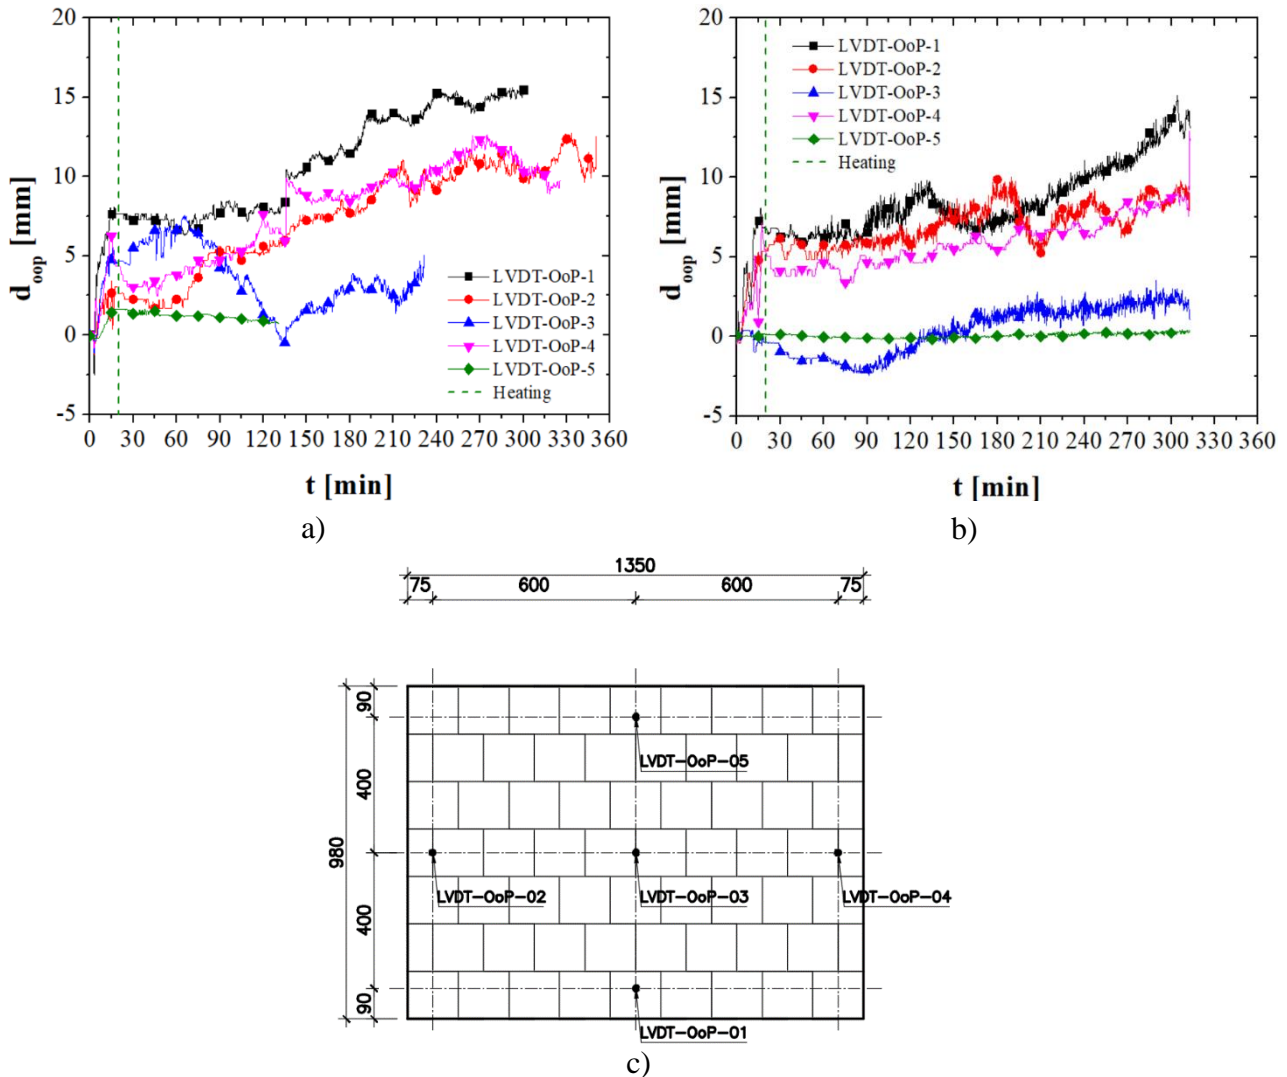 20
15
10
5
0
-5
d_oop [mm]
LVDT-OoP-1
LVDT-OoP-2
LVDT-OoP-3
LVDT-OoP-4
LVDT-OoP-5
Heating
0 30 60 90 120 150 180 210 240 270 300 330 360
t [min]
a)
20
15
10
5
0
-5
d_oop [mm]
LVDT-OoP-1
LVDT-OoP-2
LVDT-OoP-3
LVDT-OoP-4
LVDT-OoP-5
Heating
0 30 60 90 120 150 180 210 240 270 300 330 360
t [min]
b)
1350
75 600 600 75
90
400
980
400
90
LVDT-OoP-05
LVDT-OoP-02
LVDT-OoP-03
LVDT-OoP-04
LVDT-OoP-01
c)